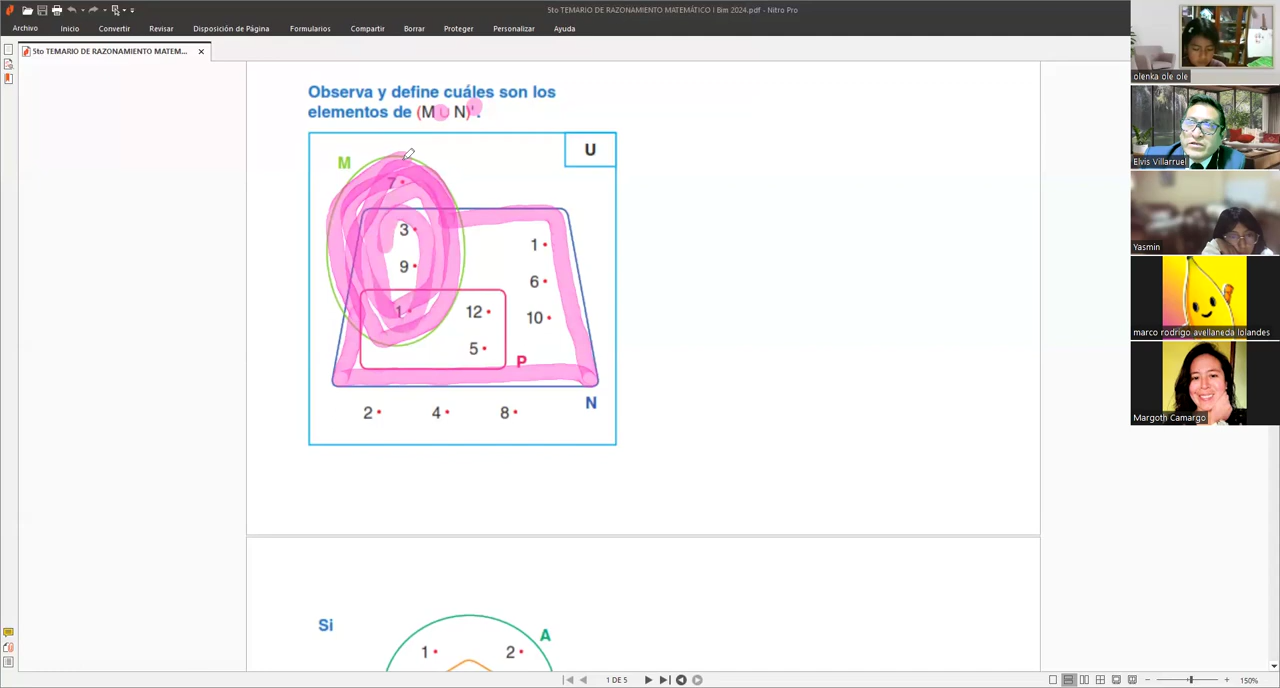 5to TEMARIO DE RAZONAMIENTO MATEMÁTICO I Bim 2024.pdf - Nitro Pro
Archivo Inicio Convertir Revisar Disposición de Página Formularios Compartir Borrar Proteger Personalizar Ayuda
5to TEMARIO DE RAZONAMIENTO MATEM...
Observa y define cuáles son los
elementos de (M ∪ N)'.
U
M
7
3
1
9
6
1
12
10
5
P
N
2
4
8
Si
A
1
2
1 DE 5
150%
olenka ole ole
Elvis Villarruel
Yasmin
marco rodrigo avellaneda lolandes
Margoth Camargo